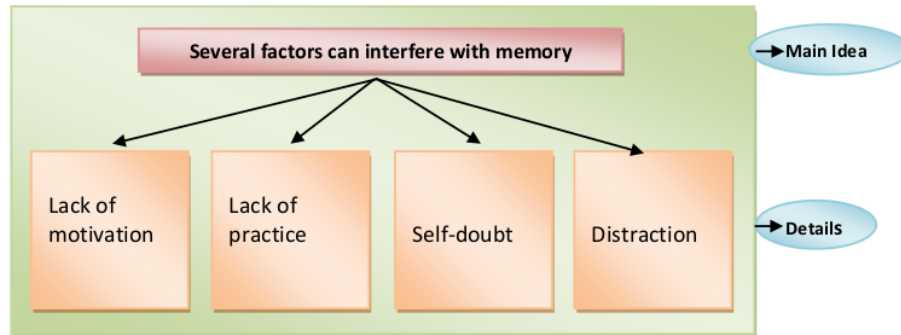 Several factors can interfere with memory
Main Idea
Lack of
motivation
Lack of
practice
Self-doubt
Distraction
Details